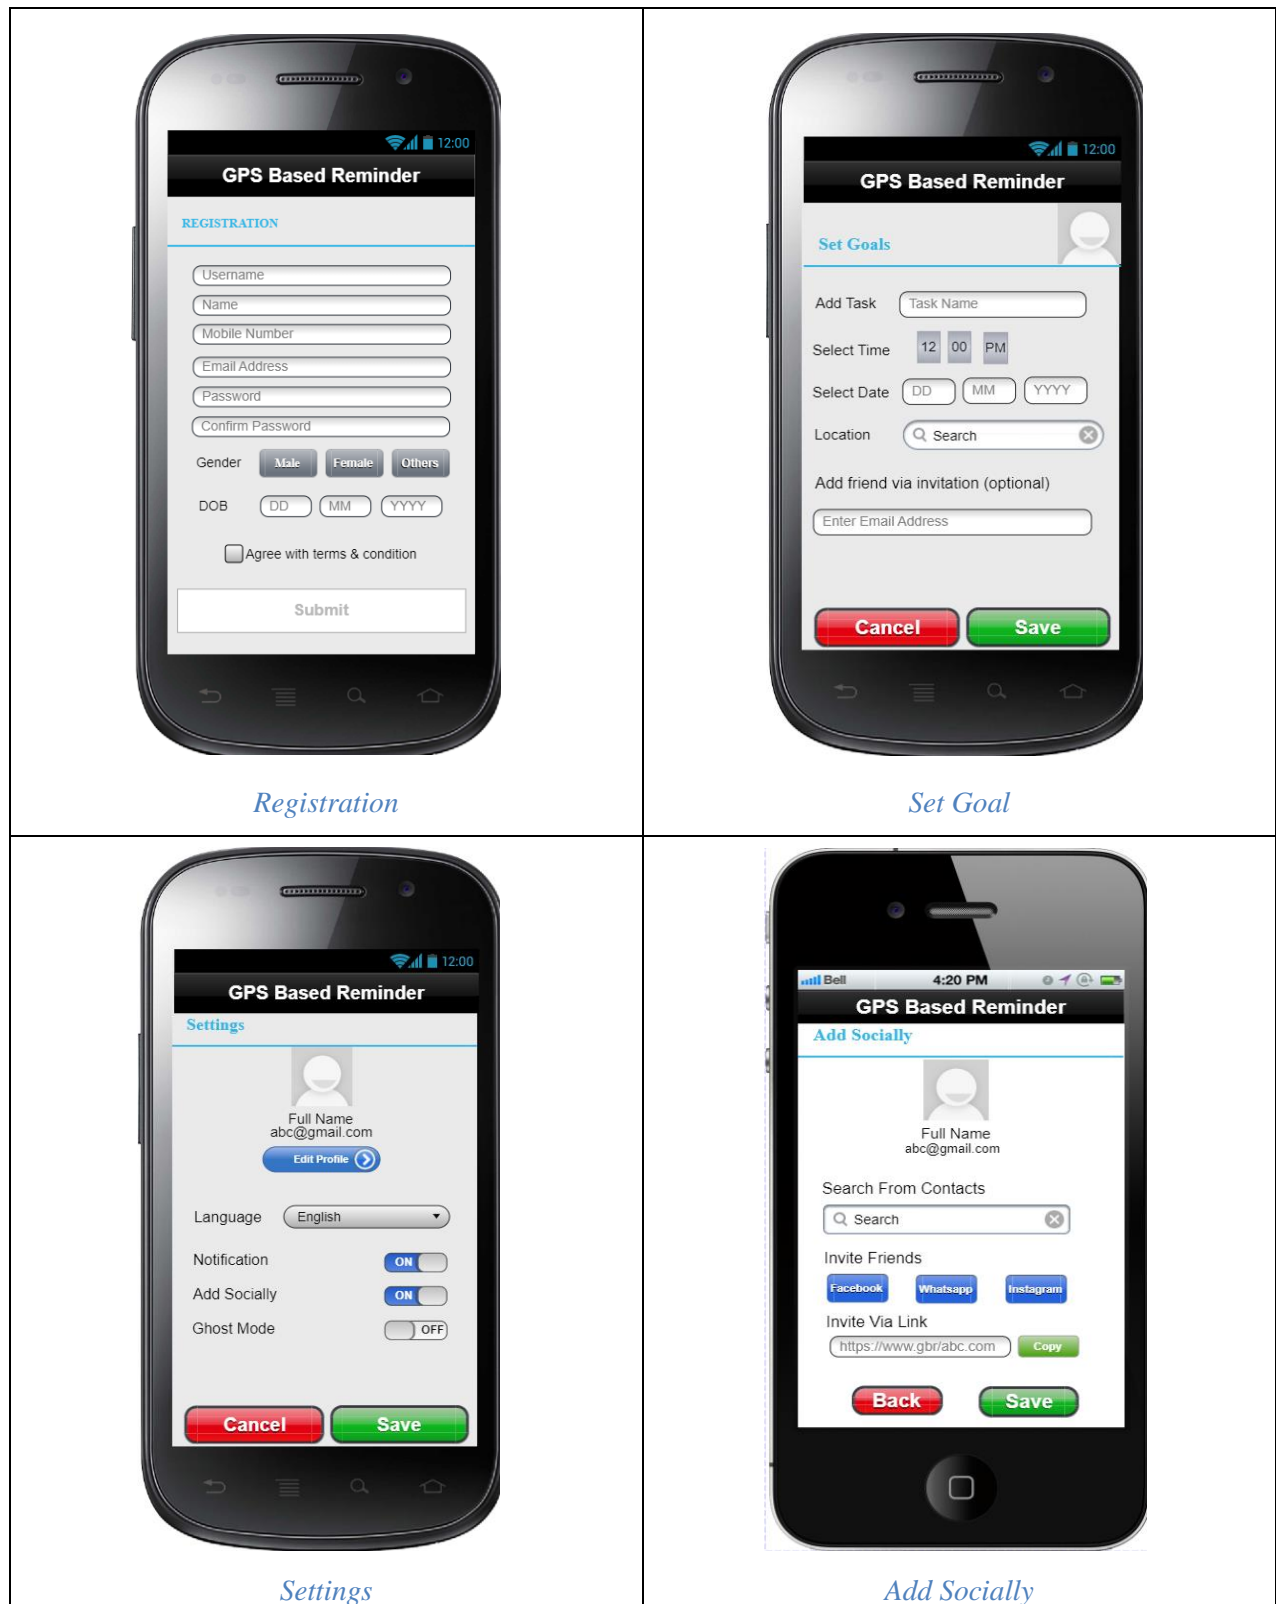 12:00
GPS Based Reminder
REGISTRATION
Username
Name
Mobile Number
Email Address
Password
Confirm Password
Gender Male Female Others
DOB DD MM YYYY
Agree with terms & condition
Submit
Registration
12:00
GPS Based Reminder
Set Goals
Add Task Task Name
Select Time 12 00 PM
Select Date DD MM YYYY
Location Search
Add friend via invitation (optional)
Enter Email Address
Cancel Save
Set Goal
12:00
GPS Based Reminder
Settings
Full Name
abc@gmail.com
Edit Profile
Language English
Notification ON
Add Socially ON
Ghost Mode OFF
Cancel Save
Settings
Bell 4:20 PM
GPS Based Reminder
Add Socially
Full Name
abc@gmail.com
Search From Contacts
Search
Invite Friends
Facebook Whatsapp Instagram
Invite Via Link
https://www.gbr/abc.com Copy
Back Save
Add Socially